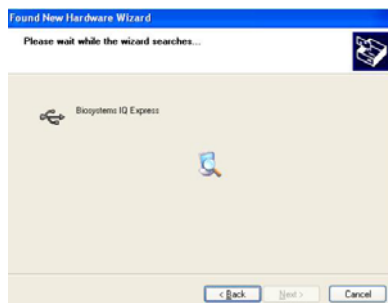 Found New Hardware Wizard
Please wait while the wizard searches...
Biosystems IQ Express
< Back
Next >
Cancel